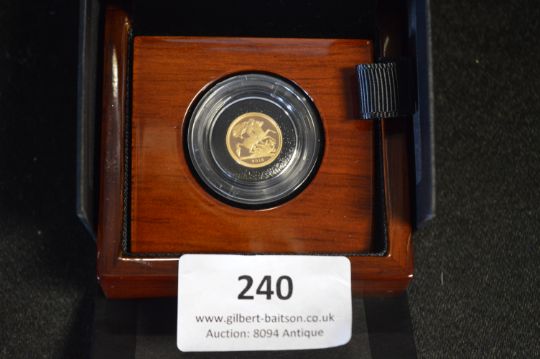 240
www.gilbert-baitson.co.uk
Auction: 8094 Antique